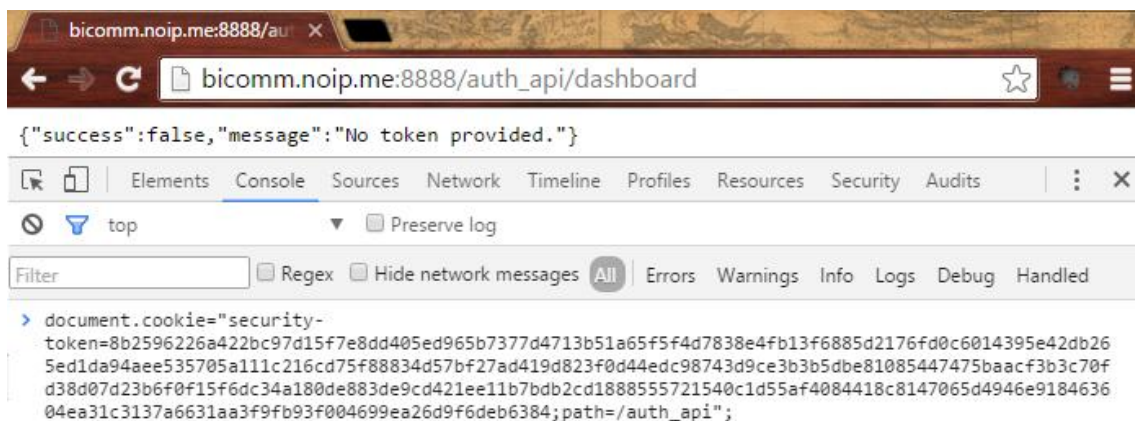 bicomm.noip.me:8888/aut
bicomm.noip.me:8888/auth_api/dashboard
{"success":false,"message":"No token provided."}
Elements Console Sources Network Timeline Profiles Resources Security Audits
top Preserve log
Filter Regex Hide network messages All Errors Warnings Info Logs Debug Handled
> document.cookie="security-
token=8b2596226a422bc97d15f7e8dd405ed965b7377d4713b51a65f5f4d7838e4fb13f6885d2176fd0c6014395e42db26
5ed1da94aee535705a111c216cd75f88834d57bf27ad419d823f0d44edc98743d9ce3b3b5dbe81085447475baacf3b3c70f
d38d07d23b6f0f15f6dc34a180de883de9cd421ee11b7bdb2cd1888555721540c1d55af4084418c8147065d4946e9184636
04ea31c3137a6631aa3f9fb93f004699ea26d9f6deb6384;path=/auth_api";